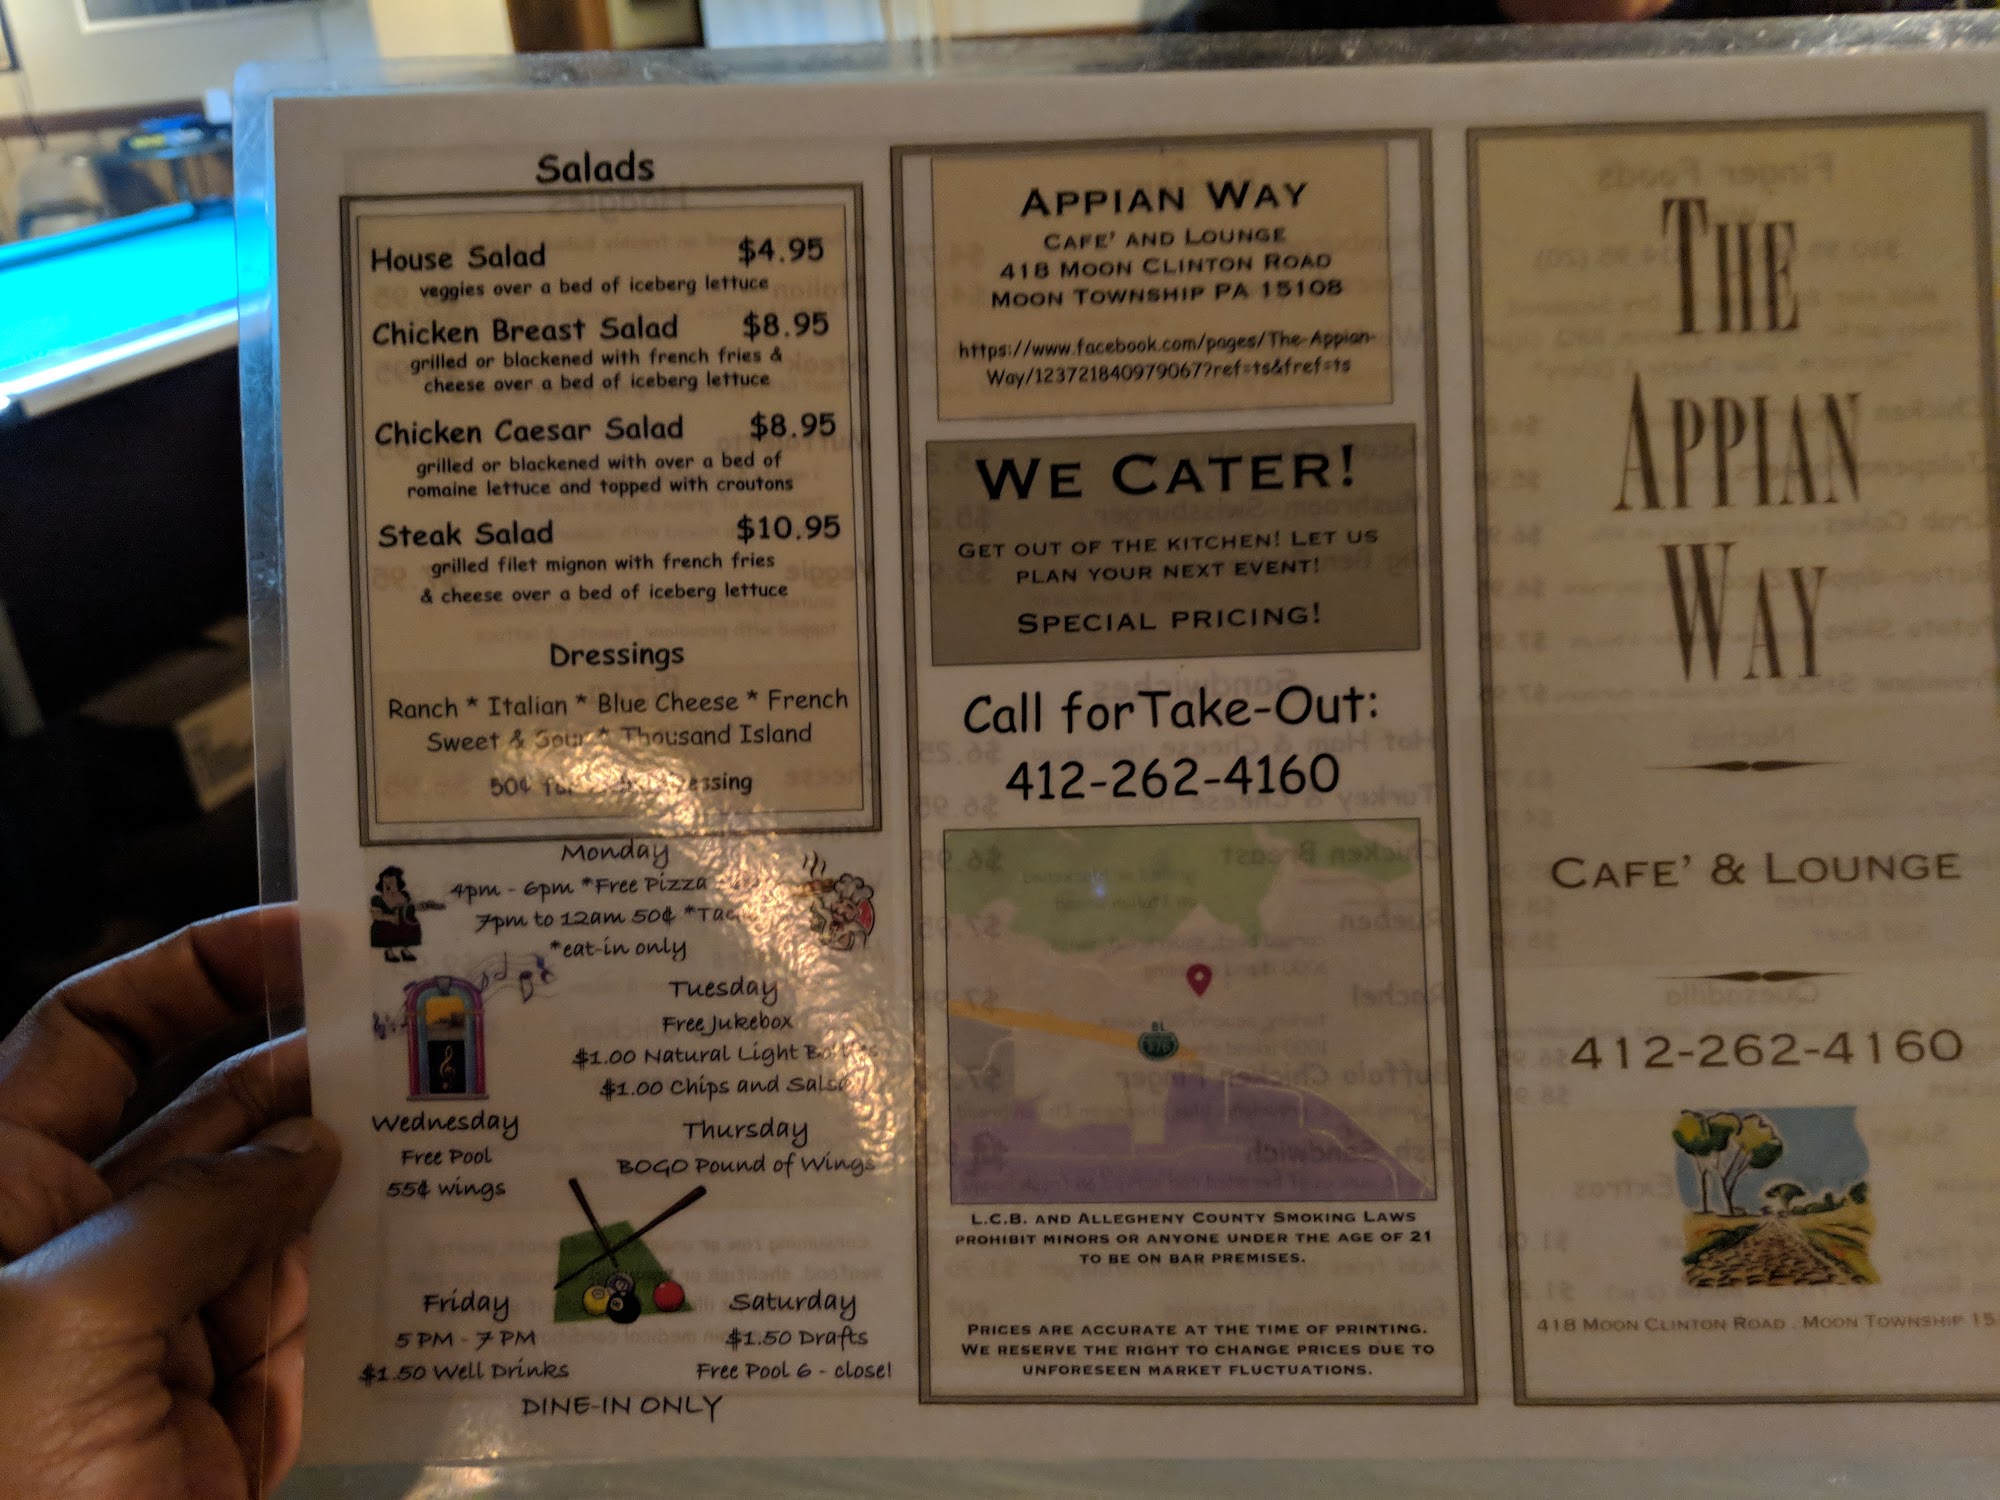 Salads
House Salad $4.95
veggies over a bed of iceberg lettuce
Chicken Breast Salad $8.95
grilled or blackened with french fries &
cheese over a bed of iceberg lettuce
Chicken Caesar Salad $8.95
grilled or blackened with over a bed of
romaine lettuce and topped with croutons
Steak Salad $10.95
grilled filet mignon with french fries
& cheese over a bed of iceberg lettuce
Dressings
Ranch * Italian * Blue Cheese * French
Sweet & Sour * Thousand Island
50¢
Monday
4pm - 6pm *Free Pizza
7pm to 12am 50¢
*eat-in only
Tuesday
Free Jukebox
$1.00 Natural Light
$1.00 Chips and Salsa
Wednesday
Free Pool
55¢ wings
Thursday
BOGO Pound of Wings
Friday
5 PM - 7 PM
$1.50 Well Drinks
Saturday
$1.50 Drafts
Free Pool 6 - close!
DINE-IN ONLY
APPIAN WAY
CAFE' AND LOUNGE
418 MOON CLINTON ROAD
MOON TOWNSHIP PA 15108
https://www.facebook.com/pages/The-Appian-
Way/123721840979067?ref=ts&fref=ts
WE CATER!
GET OUT OF THE KITCHEN! LET US
PLAN YOUR NEXT EVENT!
SPECIAL PRICING!
Call forTake-Out:
412-262-4160
L.C.B. AND ALLEGHENY COUNTY SMOKING LAWS
PROHIBIT MINORS OR ANYONE UNDER THE AGE OF 21
TO BE ON BAR PREMISES.
PRICES ARE ACCURATE AT THE TIME OF PRINTING.
WE RESERVE THE RIGHT TO CHANGE PRICES DUE TO
UNFORESEEN MARKET FLUCTUATIONS.
THE
APPIAN
WAY
CAFE' & LOUNGE
412-262-4160
418 MOON CLINTON ROAD . MOON TOWNSHIP 15